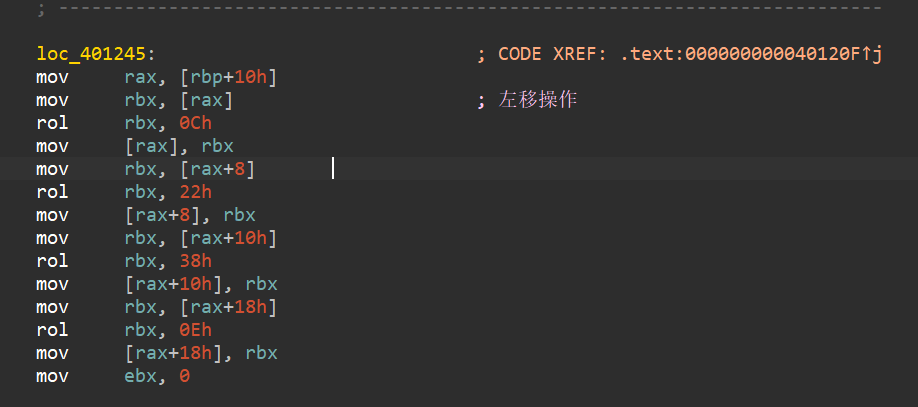 ; ---------------------------------------------------------------------------
loc_401245: ; CODE XREF: .text:000000000040120F↑j
mov rax, [rbp+10h]
mov rbx, [rax] ; 左移操作
rol rbx, 0Ch
mov [rax], rbx
mov rbx, [rax+8]
rol rbx, 22h
mov [rax+8], rbx
mov rbx, [rax+10h]
rol rbx, 38h
mov [rax+10h], rbx
mov rbx, [rax+18h]
rol rbx, 0Eh
mov [rax+18h], rbx
mov ebx, 0